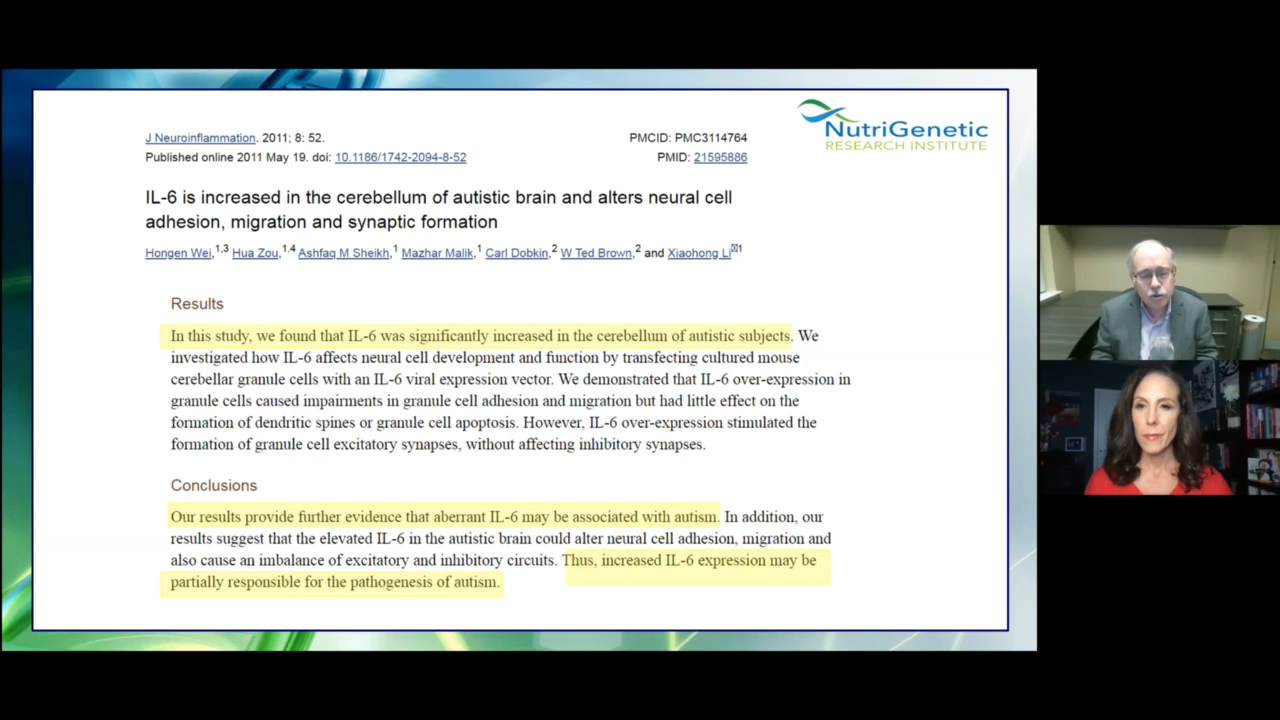 NutriGenetic
RESEARCH INSTITUTE
J Neuroinflammation. 2011; 8: 52.
PMCID: PMC3114764
Published online 2011 May 19. doi: 10.1186/1742-2094-8-52
PMID: 21595886
IL-6 is increased in the cerebellum of autistic brain and alters neural cell
adhesion, migration and synaptic formation
Hongen Wei,1,3 Hua Zou,1,4 Ashfaq M Sheikh,1 Mazhar Malik,1 Carl Dobkin,2 W Ted Brown,2 and Xiaohong Li✉1
Results
In this study, we found that IL-6 was significantly increased in the cerebellum of autistic subjects. We
investigated how IL-6 affects neural cell development and function by transfecting cultured mouse
cerebellar granule cells with an IL-6 viral expression vector. We demonstrated that IL-6 over-expression in
granule cells caused impairments in granule cell adhesion and migration but had little effect on the
formation of dendritic spines or granule cell apoptosis. However, IL-6 over-expression stimulated the
formation of granule cell excitatory synapses, without affecting inhibitory synapses.
Conclusions
Our results provide further evidence that aberrant IL-6 may be associated with autism. In addition, our
results suggest that the elevated IL-6 in the autistic brain could alter neural cell adhesion, migration and
also cause an imbalance of excitatory and inhibitory circuits. Thus, increased IL-6 expression may be
partially responsible for the pathogenesis of autism.